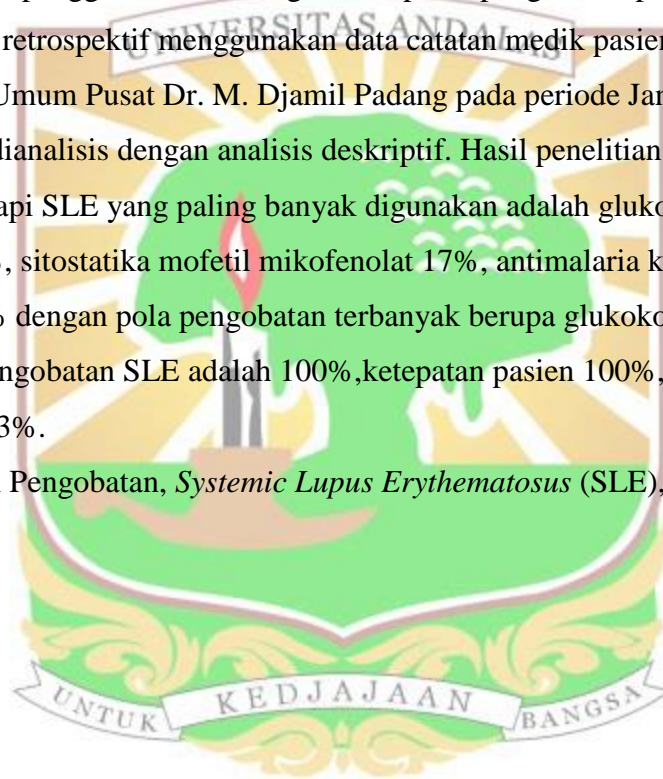 UNIVERSITAS ANDALAS
retrospektif menggunakan data catatan medik pasien
Umum Pusat Dr. M. Djamil Padang pada periode Jan
dianalisis dengan analisis deskriptif. Hasil penelitian
api SLE yang paling banyak digunakan adalah gluko
, sitostatika mofetil mikofenolat 17%, antimalaria k
% dengan pola pengobatan terbanyak berupa glukoko
ngobatan SLE adalah 100%,ketepatan pasien 100%,
3%.
Pengobatan, Systemic Lupus Erythematosus (SLE),
UNTUK KEDJAJAAN BANGSA